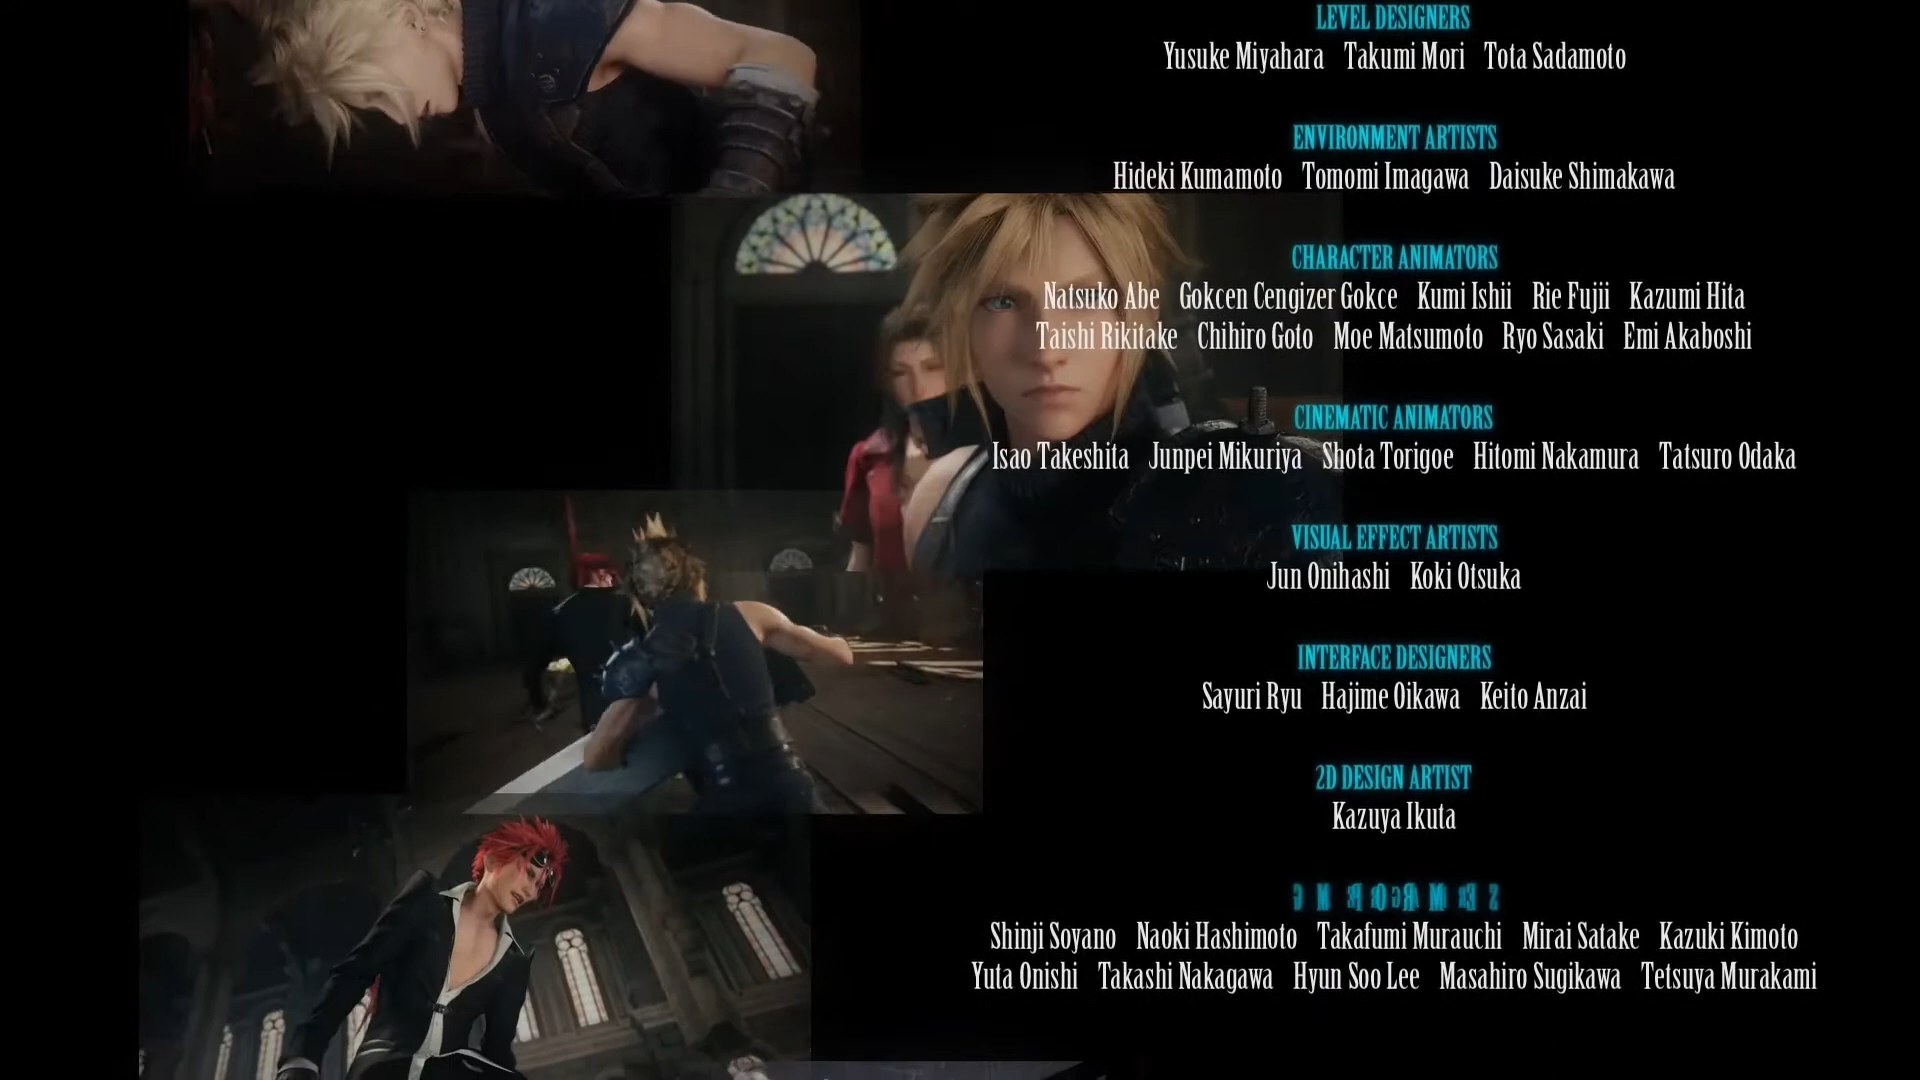 LEVEL DESIGNERS
Yusuke Miyahara Takumi Mori Tota Sadamoto
ENVIRONMENT ARTISTS
Hideki Kumamoto Tomomi Imagawa Daisuke Shimakawa
CHARACTER ANIMATORS
Natsuko Abe Gokcen Cengizer Gokce Kumi Ishii Rie Fujii Kazumi Hita
Taishi Rikitake Chihiro Goto Moe Matsumoto Ryo Sasaki Emi Akaboshi
CINEMATIC ANIMATORS
Isao Takeshita Junpei Mikuriya Shota Torigoe Hitomi Nakamura Tatsuro Odaka
VISUAL EFFECT ARTISTS
Jun Onihashi Koki Otsuka
INTERFACE DESIGNERS
Sayuri Ryu Hajime Oikawa Keito Anzai
2D DESIGN ARTIST
Kazuya Ikuta
Shinji Soyano Naoki Hashimoto Takafumi Murauchi Mirai Satake Kazuki Kimoto
Yuta Onishi Takashi Nakagawa Hyun Soo Lee Masahiro Sugikawa Tetsuya Murakami